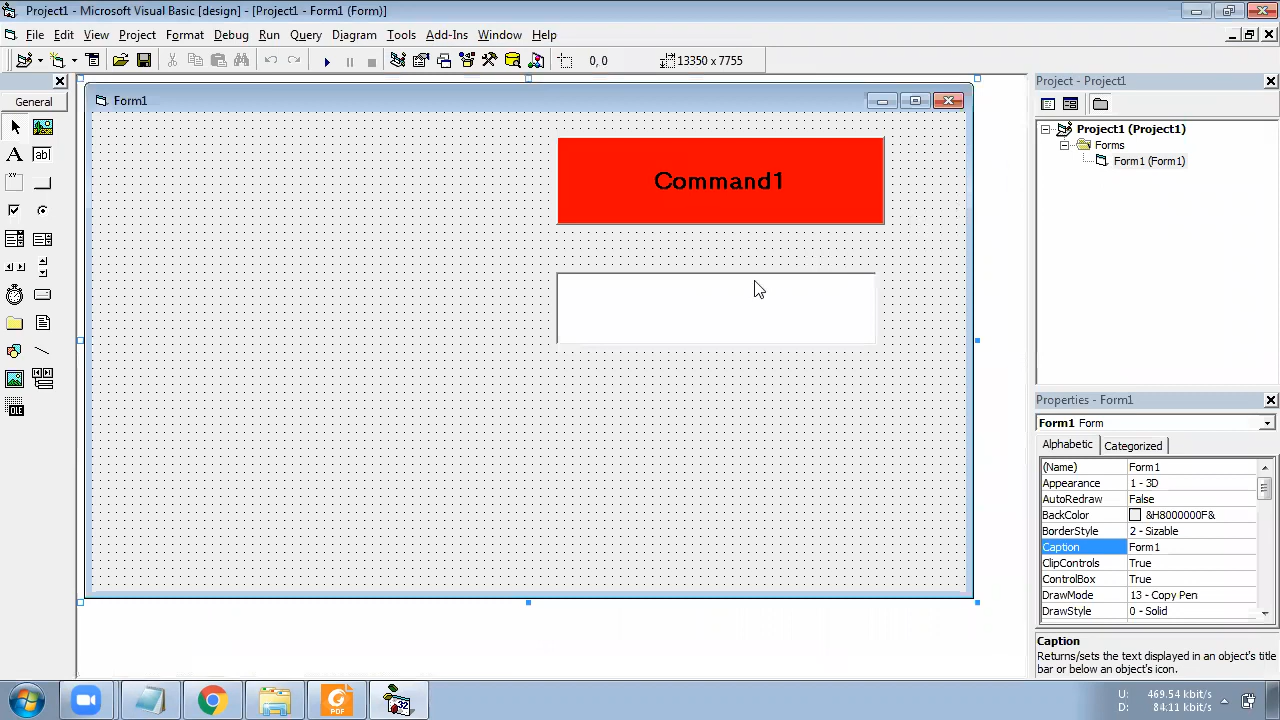 Project1 - Microsoft Visual Basic [design] - [Project1 - Form1 (Form)]
File Edit View Project Format Debug Run Query Diagram Tools Add-Ins Window Help
0, 0 13350 x 7755
General
A ab|
OLE
Form1
Command1
Project - Project1
Project1 (Project1)
Forms
Form1 (Form1)
Properties - Form1
Form1 Form
Alphabetic Categorized
(Name) Form1
Appearance 1 - 3D
AutoRedraw False
BackColor &H8000000F&
BorderStyle 2 - Sizable
Caption Form1
ClipControls True
ControlBox True
DrawMode 13 - Copy Pen
DrawStyle 0 - Solid
Caption
Returns/sets the text displayed in an object's title
bar or below an object's icon.
PDF
32
U: 469.54 kbit/s
D: 84.11 kbit/s